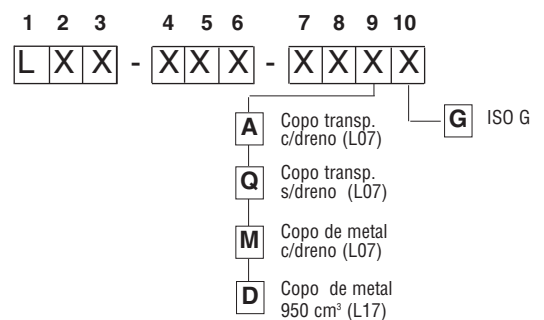 1 2 3 4 5 6 7 8 9 10
L X X - X X X - X X X X
A Copo transp.
c/dreno (L07)
G ISO G
Q Copo transp.
s/dreno (L07)
M Copo de metal
c/dreno (L07)
D Copo de metal
950 cm³ (L17)